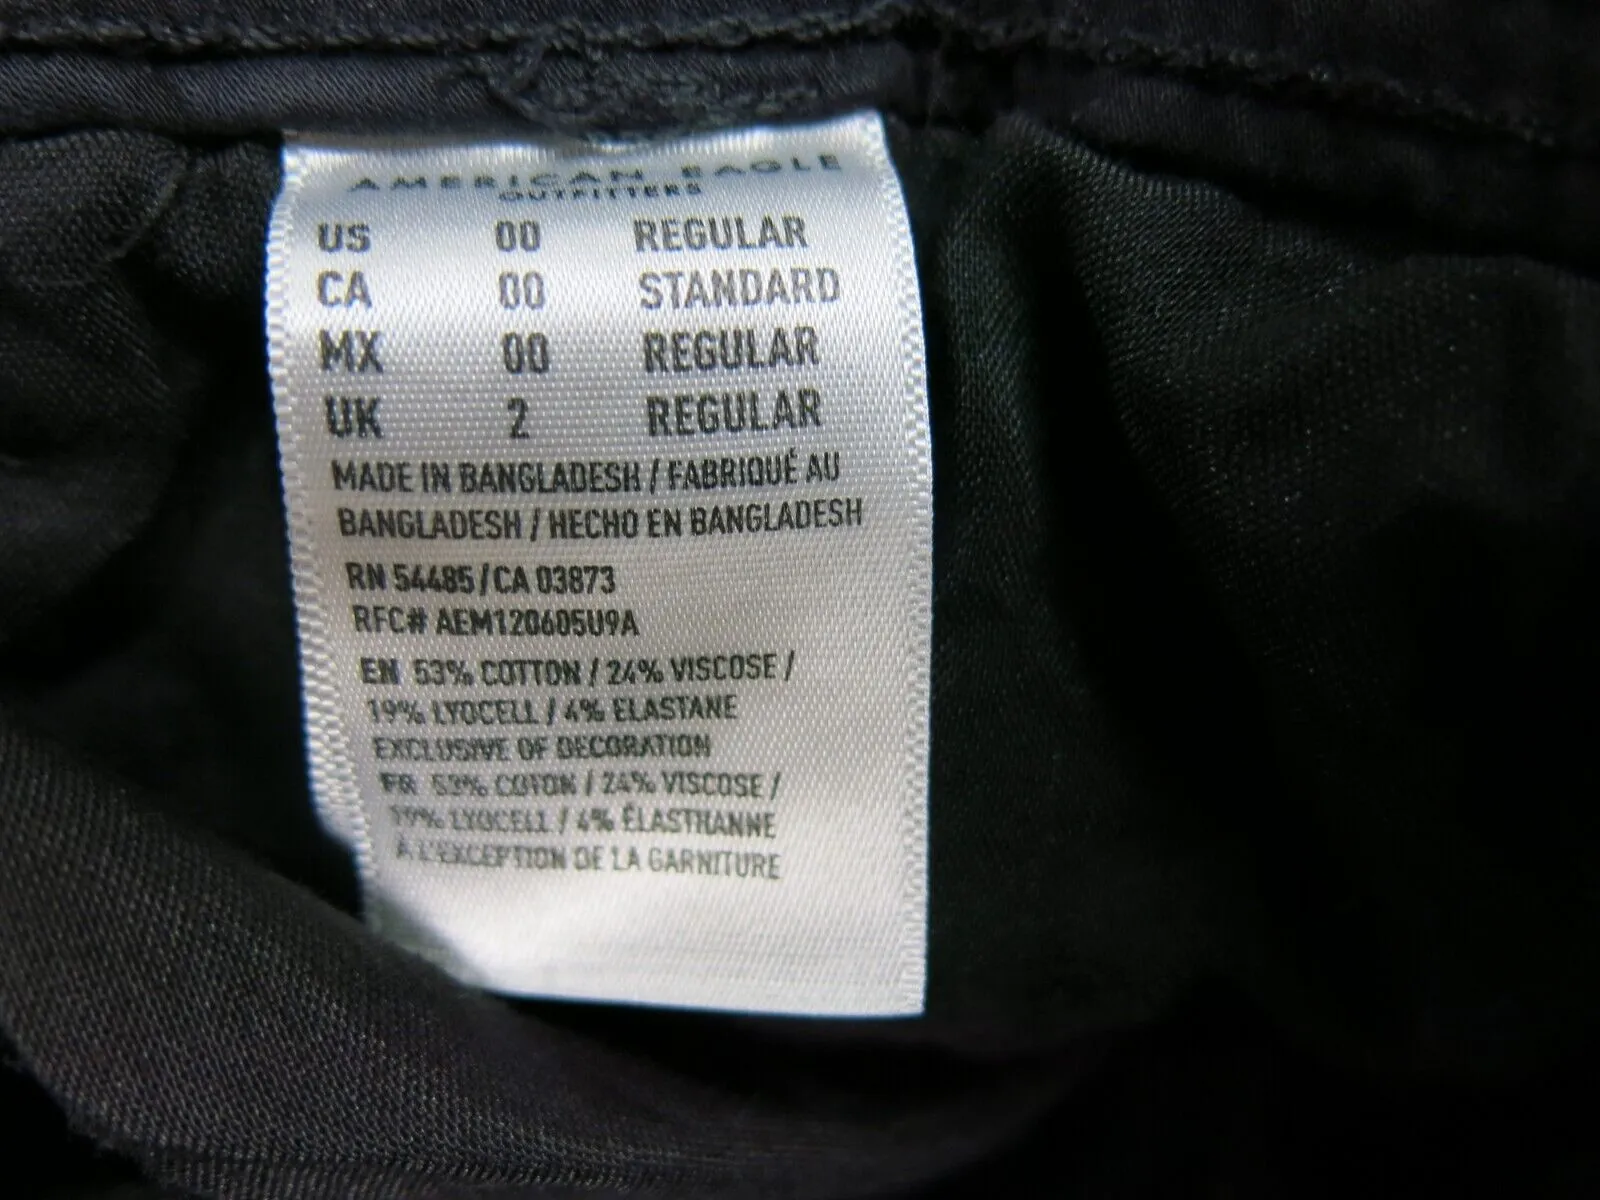 AMERICAN EAGLE
OUTFITTERS
US 00 REGULAR
CA 00 STANDARD
MX 00 REGULAR
UK 2 REGULAR
MADE IN BANGLADESH / FABRIQUÉ AU
BANGLADESH / HECHO EN BANGLADESH
RN 54485/CA 03873
RFC# AEM120605U9A
EN 53% COTTON / 24% VISCOSE /
19% LYOCELL / 4% ELASTANE
EXCLUSIVE OF DECORATION
FR 53% COTON / 24% VISCOSE /
19% LYOCELL / 4% ÉLASTHANNE
À L'EXCEPTION DE LA GARNITURE